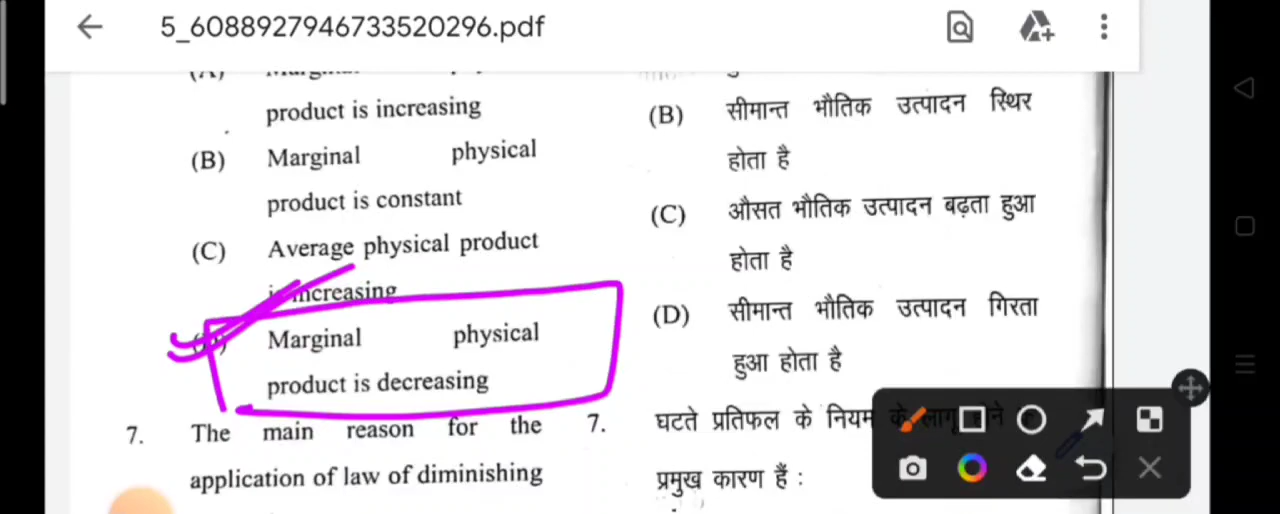 5_6088927946733520296.pdf
product is increasing
(B) Marginal physical
product is constant
(C) Average physical product
is increasing
Marginal physical
product is decreasing
7. The main reason for the
application of law of diminishing
(B) सीमान्त भौतिक उत्पादन स्थिर
होता है
(C) औसत भौतिक उत्पादन बढ़ता हुआ
होता है
(D) सीमान्त भौतिक उत्पादन गिरता
हुआ होता है
7. घटते प्रतिफल के नियम के लागू होने
प्रमुख कारण हैं :